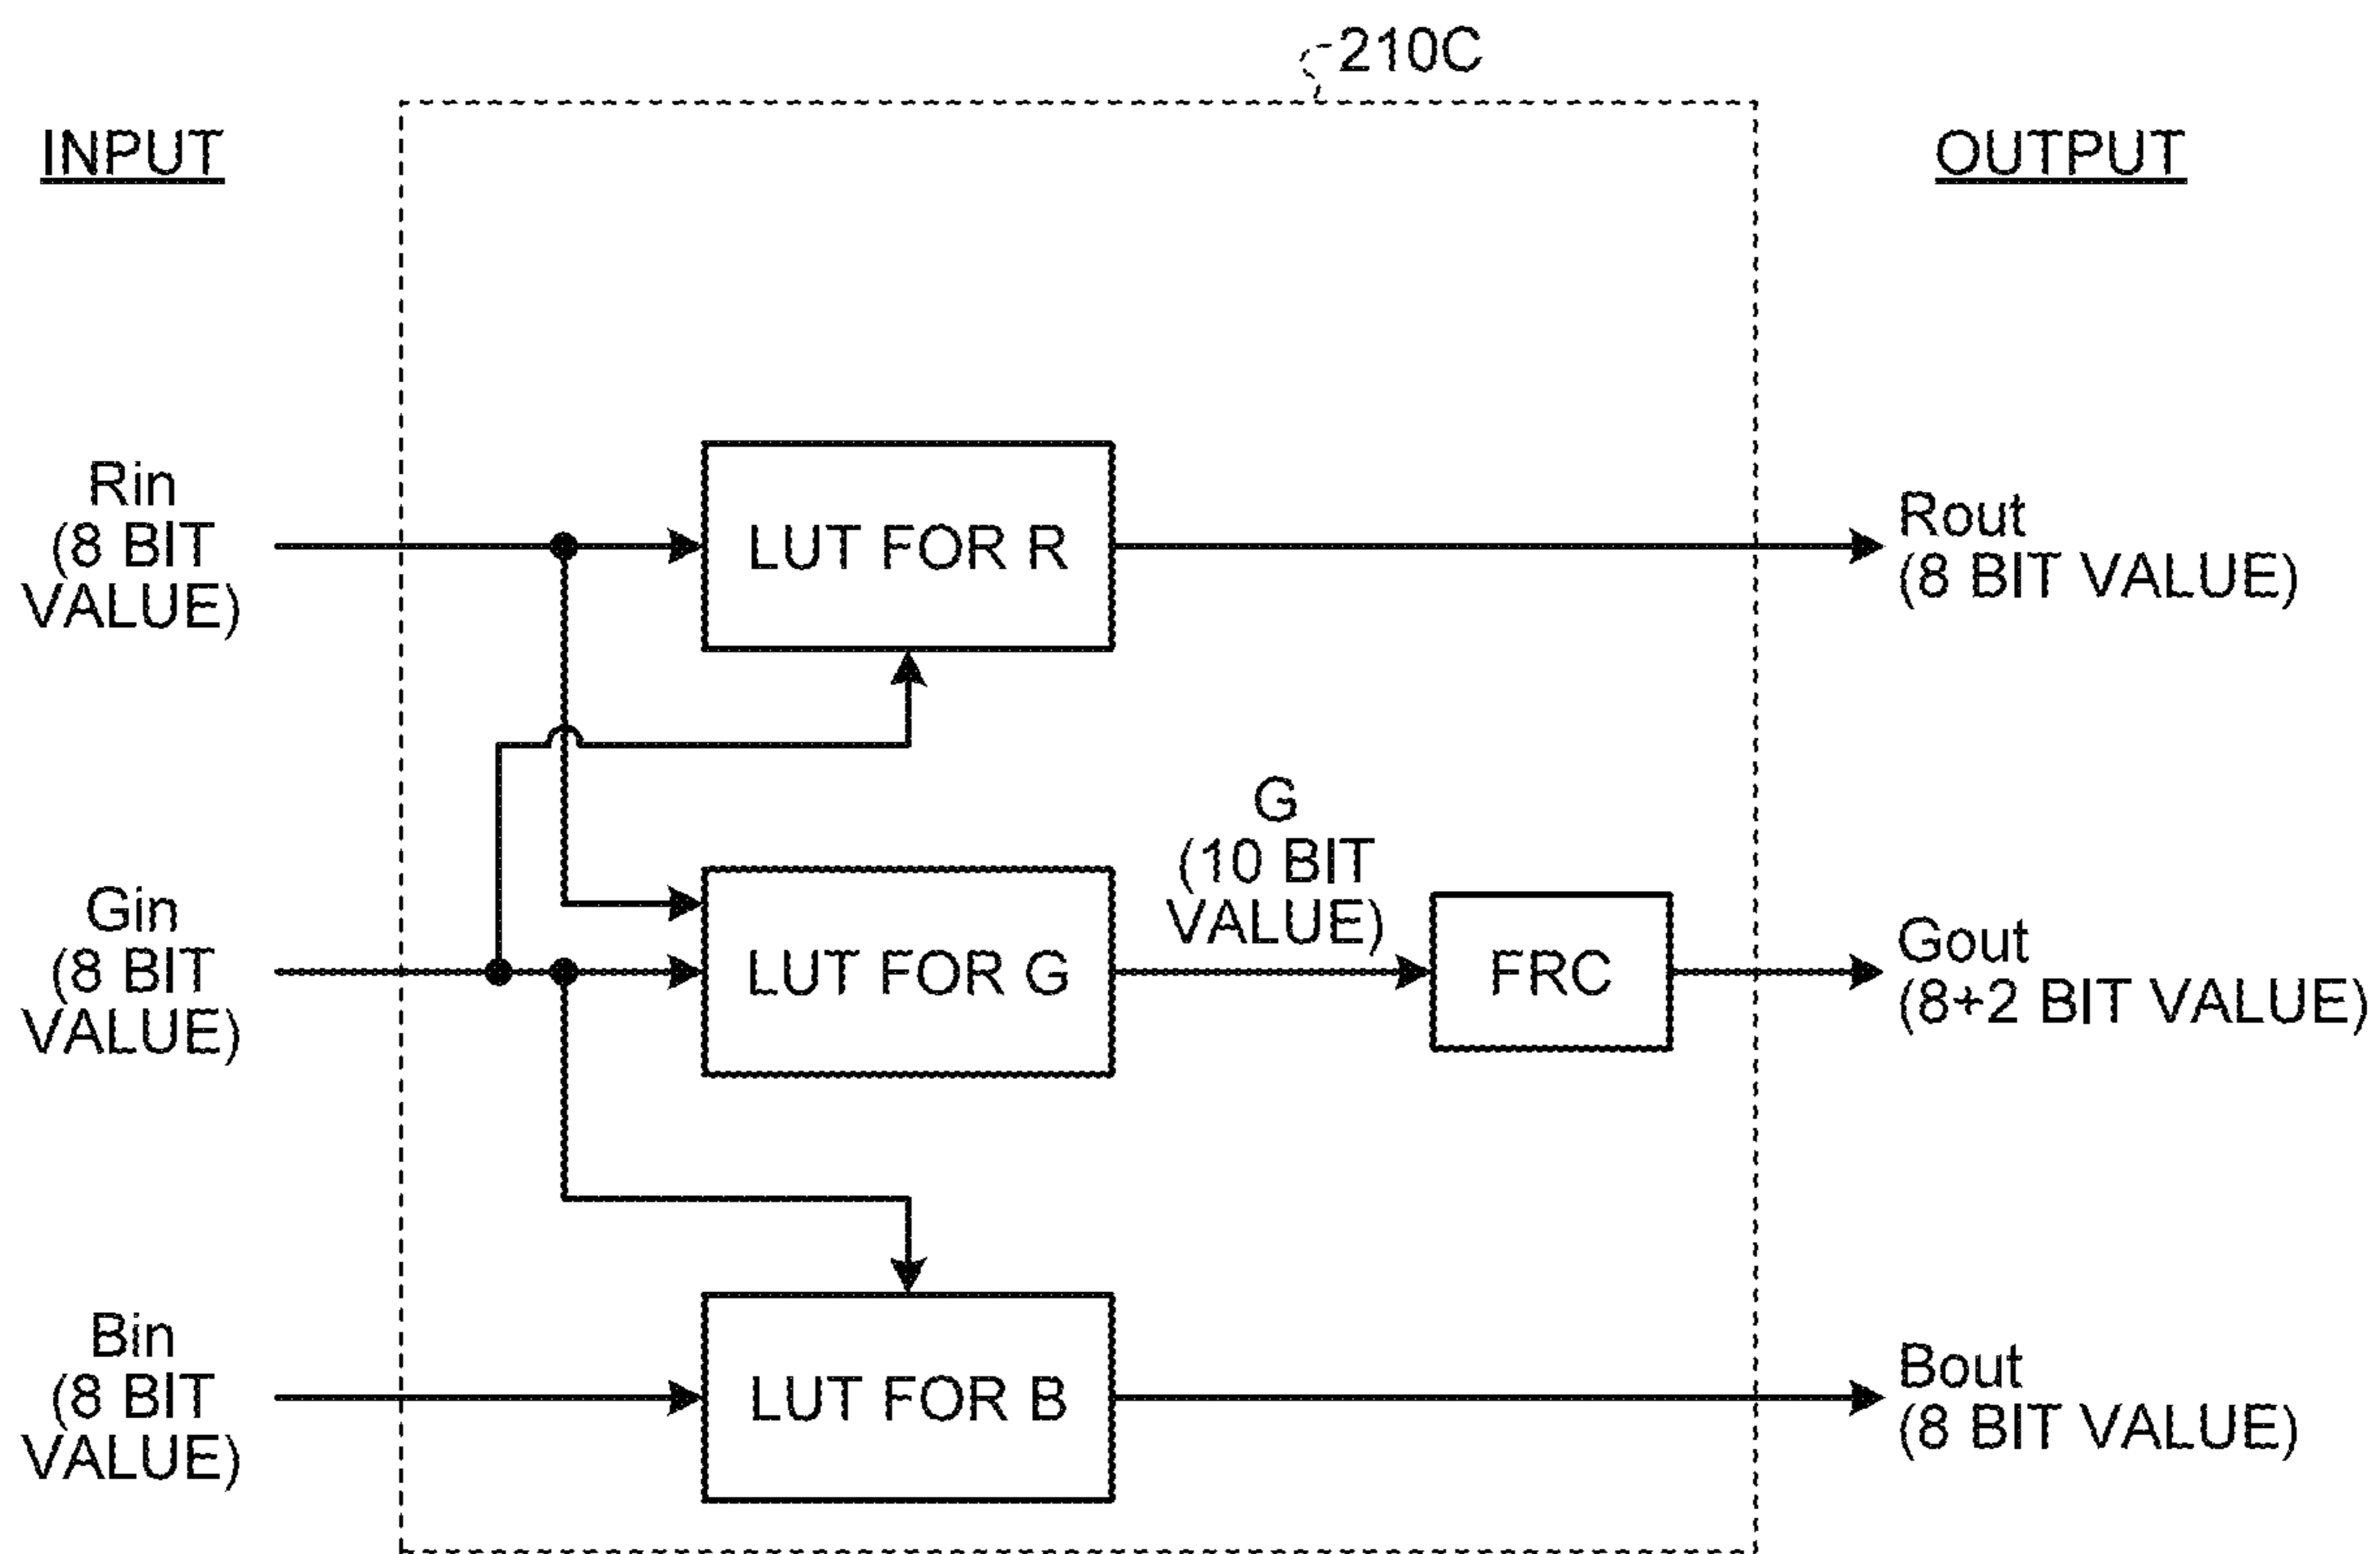 210C
INPUT
OUTPUT
Rin
(8 BIT
VALUE)
LUT FOR R
Rout
(8 BIT VALUE)
G
(10 BIT
VALUE)
Gin
(8 BIT
VALUE)
LUT FOR G
FRC
Gout
(8+2 BIT VALUE)
Bin
(8 BIT
VALUE)
LUT FOR B
Bout
(8 BIT VALUE)